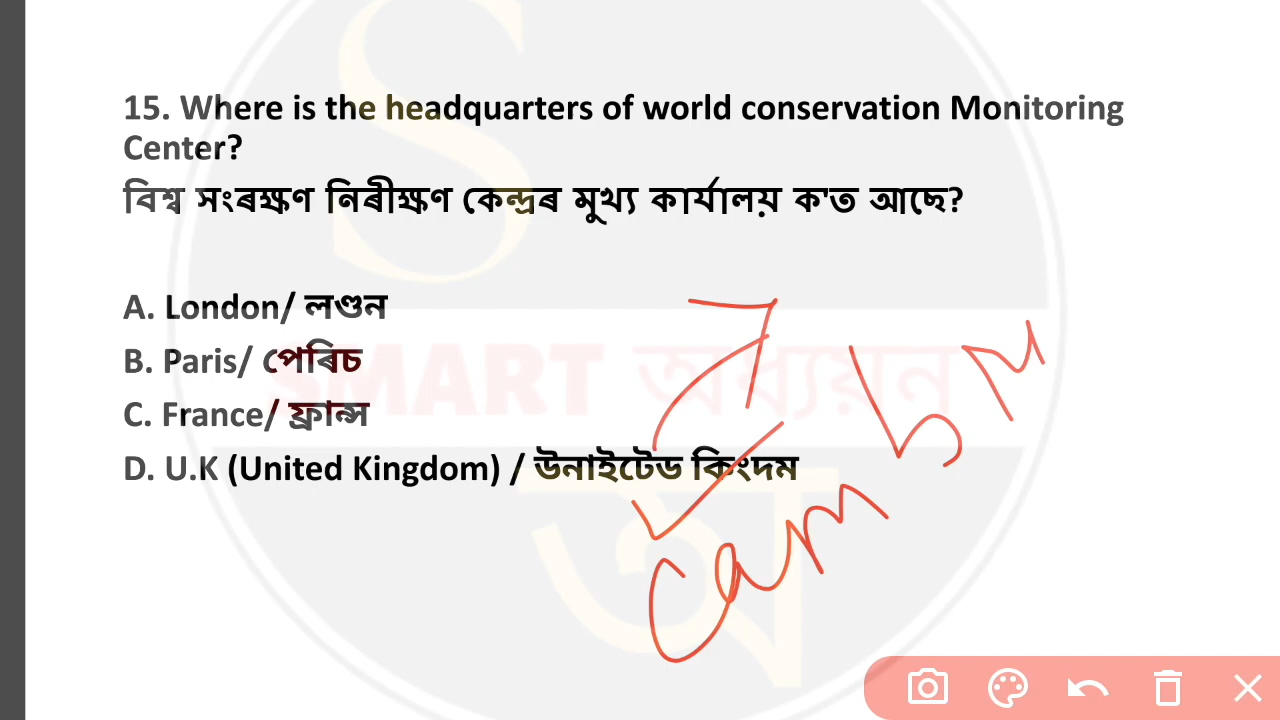 15. Where is the headquarters of world conservation Monitoring
Center?
বিশ্ব সংৰক্ষণ নিৰীক্ষণ কেন্দ্ৰৰ মুখ্য কাৰ্যালয় ক'ত আছে?
A. London/ লণ্ডন
B. Paris/ পেৰিচ
C. France/ ফ্ৰান্স
D. U.K (United Kingdom) / উনাইটেড কিংদম
SMART অধ্যয়ন
S
অ